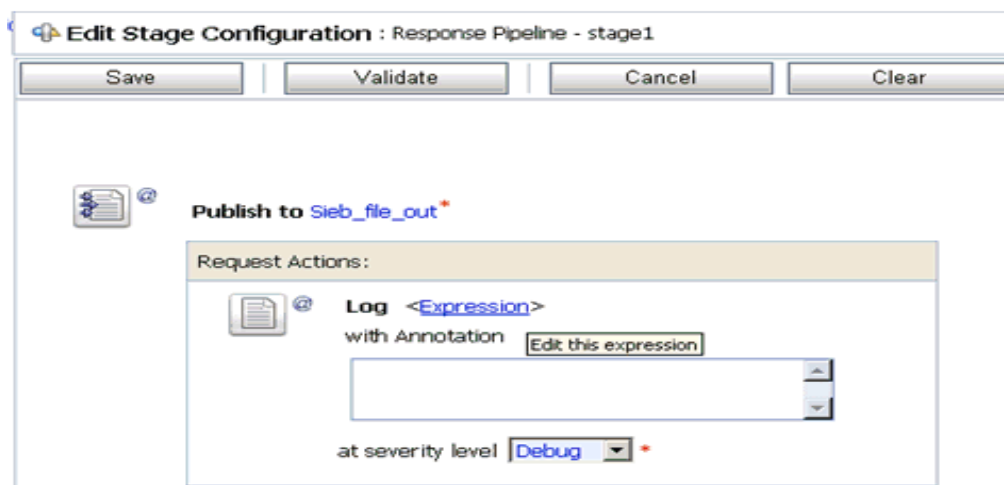 Edit Stage Configuration : Response Pipeline - stage1
Save Validate Cancel Clear
@ Publish to Sieb_file_out*
Request Actions:
@ Log <Expression>
with Annotation Edit this expression
at severity level Debug *